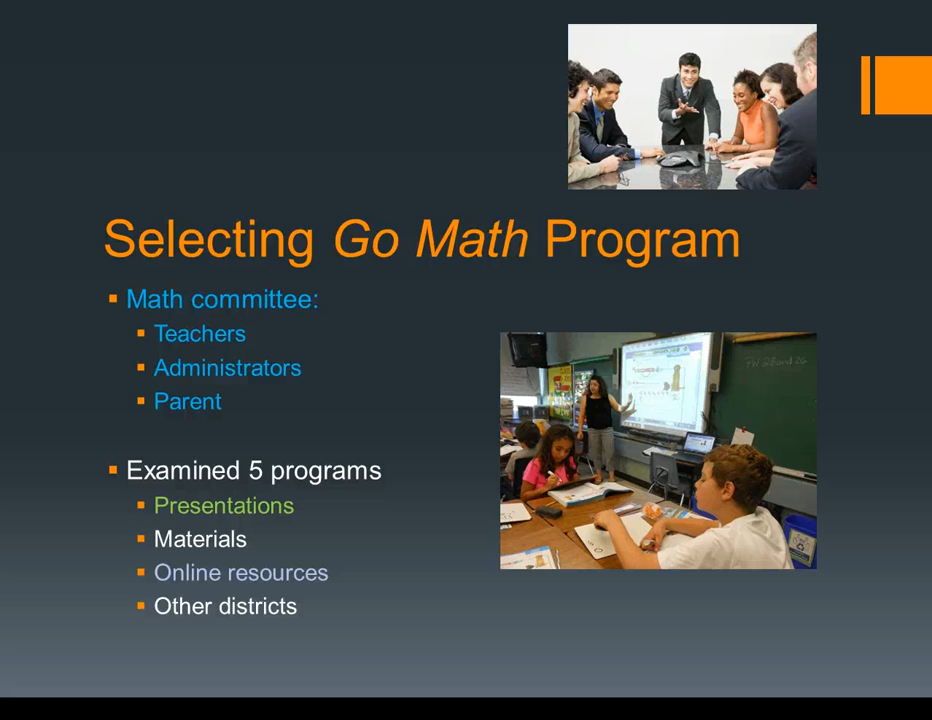 Selecting Go Math Program
Math committee:
Teachers
Administrators
Parent
Examined 5 programs
Presentations
Materials
Online resources
Other districts